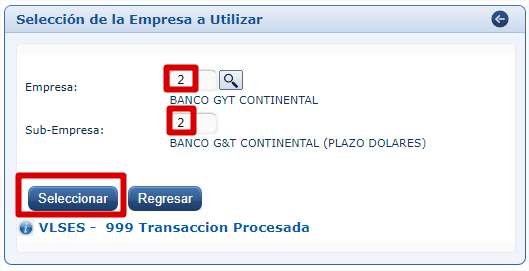 Selección de la Empresa a Utilizar
Empresa: 2
BANCO GYT CONTINENTAL
Sub-Empresa: 2
BANCO G&T CONTINENTAL (PLAZO DOLARES)
Seleccionar Regresar
VLSES - 999 Transaccion Procesada